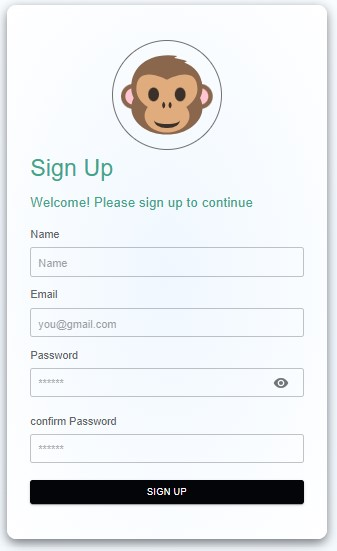 Sign Up
Welcome! Please sign up to continue
Name
Name
Email
you@gmail.com
Password
******
confirm Password
******
SIGN UP